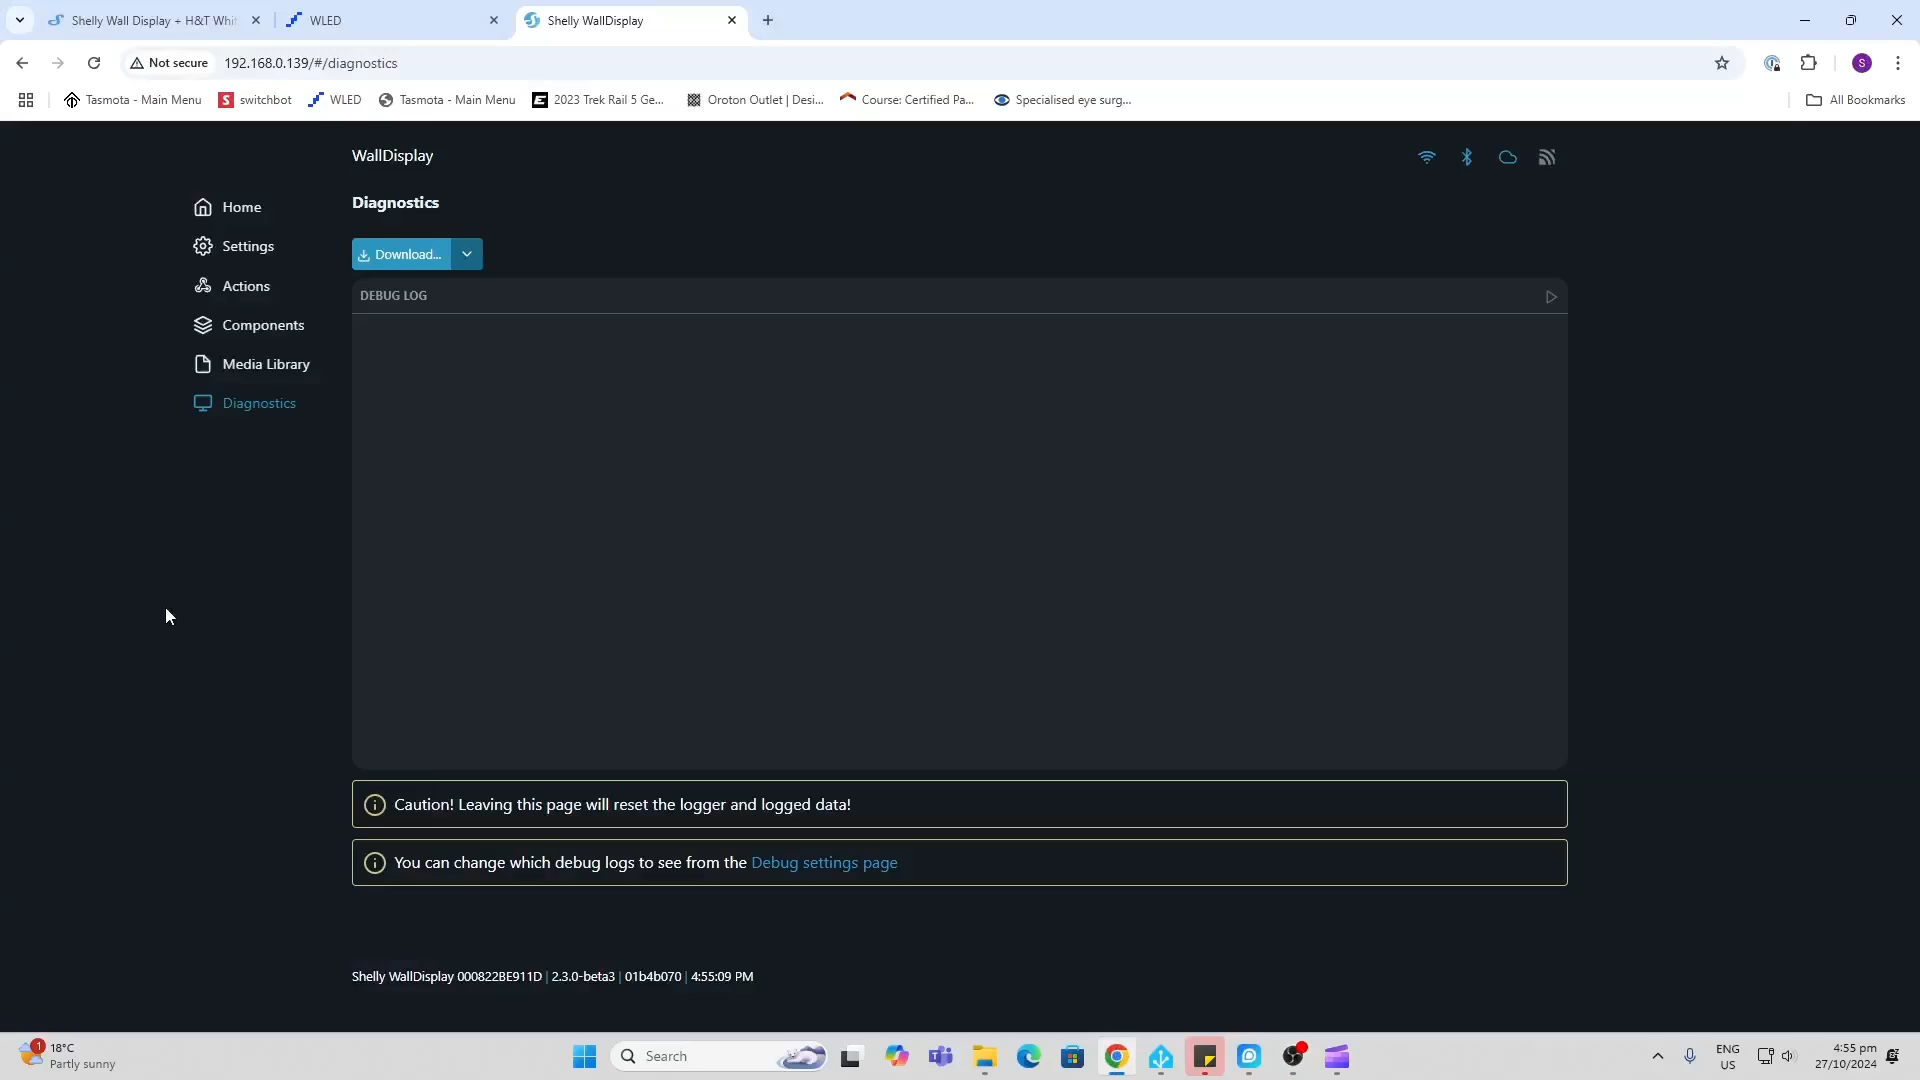 Shelly Wall Display + H&T Whit
WLED
Shelly WallDisplay
Not secure
192.168.0.139/#/diagnostics
S
Tasmota - Main Menu
switchbot
WLED
Tasmota - Main Menu
2023 Trek Rail 5 Ge...
Oroton Outlet | Desi...
Course: Certified Pa...
Specialised eye surg...
All Bookmarks
WallDisplay
Home
Settings
Actions
Components
Media Library
Diagnostics
Diagnostics
Download...
DEBUG LOG
Caution! Leaving this page will reset the logger and logged data!
You can change which debug logs to see from the Debug settings page
Shelly WallDisplay 000822BE911D | 2.3.0-beta3 | 01b4b070 | 4:55:09 PM
1
18°C
Partly sunny
Search
ENG
US
4:55 pm
27/10/2024